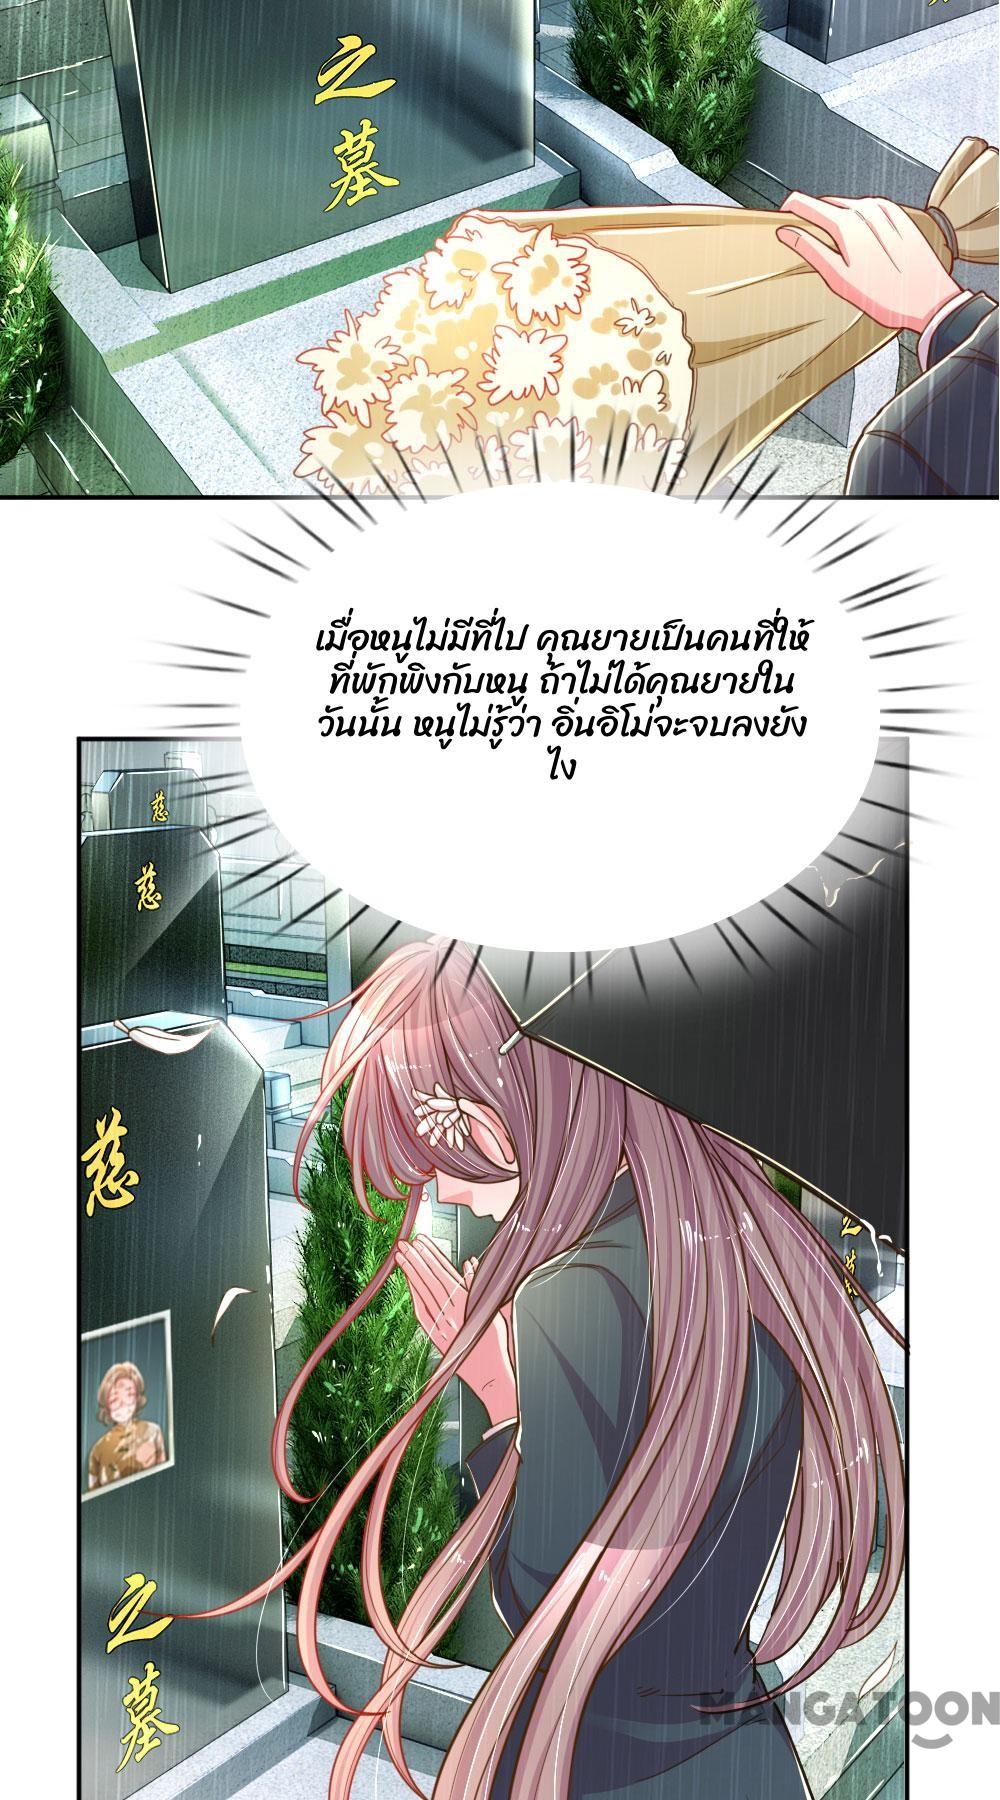 之墓
เมื่อหนูไม่มีที่ไป คุณยายเป็นคนที่ให้
ที่พักพิงกับหนู ถ้าไม่ได้คุณยายใน
วันนั้น หนูไม่รู้ว่า อิ่นอิโม่จะจบลงยัง
ไง
慈
慈
慈
之墓
之墓
MANGATOON